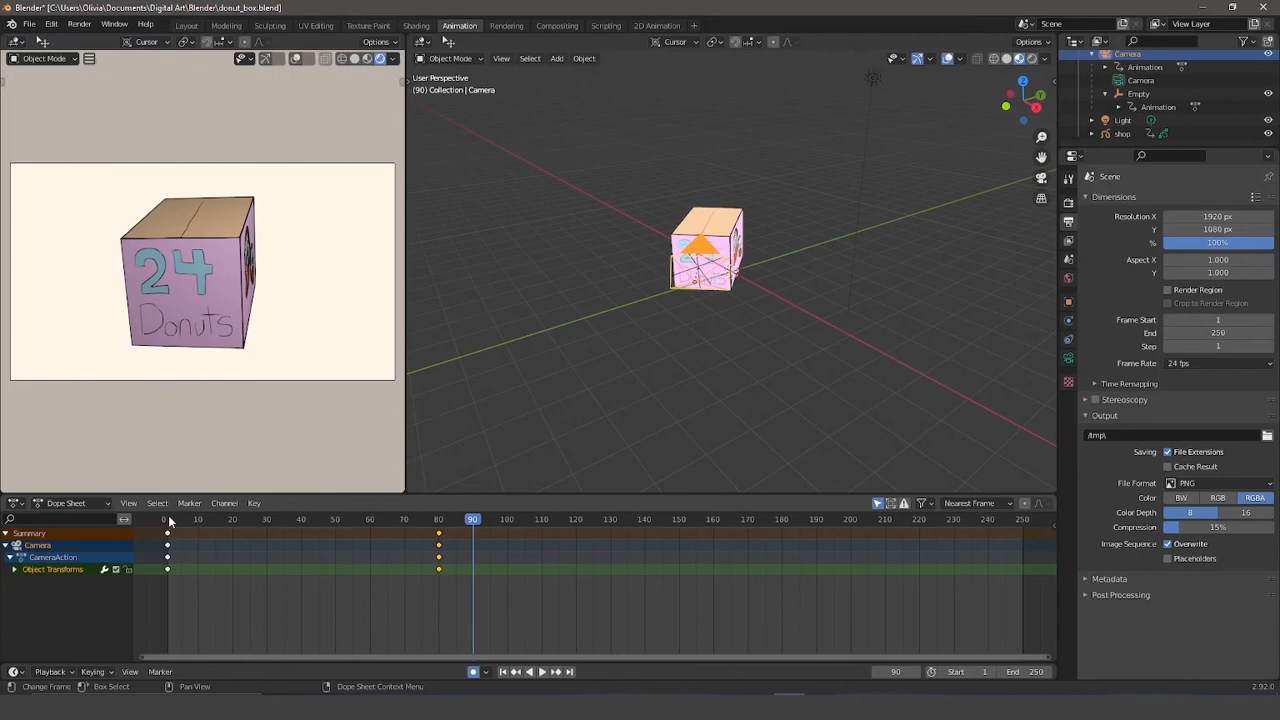 Blender* [C:\Users\Olivia\Documents\Digital Art\Blender\donut_box.blend]
File Edit Render Window Help Layout Modeling Sculpting UV Editing Texture Paint Shading Animation Rendering Compositing Scripting 2D Animation + Scene View Layer
Cursor Options Cursor Options
Object Mode Object Mode View Select Add Object
User Perspective
(90) Collection | Camera
24
Donuts
24
X
Y
Z
Camera
Animation
Camera
Empty
Animation
Light
shop
Scene
Dimensions
Resolution X 1920 px
Y 1080 px
% 100%
Aspect X 1.000
Y 1.000
Render Region
Crop to Render Region
Frame Start 1
End 250
Step 1
Frame Rate 24 fps
Time Remapping
Stereoscopy
Output
/tmp\
Saving File Extensions
Cache Result
File Format PNG
Color BW RGB RGBA
Color Depth 8 16
Compression 15%
Image Sequence Overwrite
Placeholders
Metadata
Post Processing
Dope Sheet View Select Marker Channel Key Nearest Frame
0 10 20 30 40 50 60 70 80 90 100 110 120 130 140 150 160 170 180 190 200 210 220 230 240 250
Summary
Camera
CameraAction
Object Transforms
Playback Keying View Marker 90 Start 1 End 250
Change Frame Box Select Pan View Dope Sheet Context Menu 2.92.0